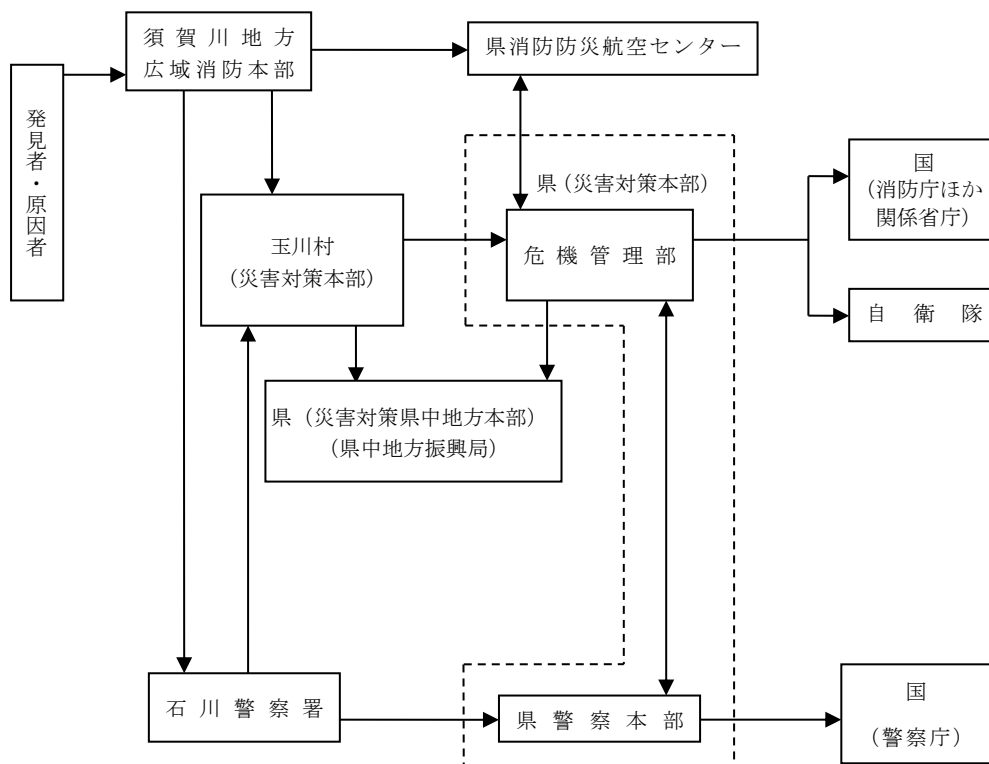 須賀川地方
広域消防本部
県消防防災航空センター
発見者・原因者
県（災害対策本部）
国
（消防庁ほか
関係省庁）
玉川村
（災害対策本部）
危機管理部
自衛隊
県（災害対策県中地方本部）
（県中地方振興局）
石川警察署
県警察本部
国
（警察庁）